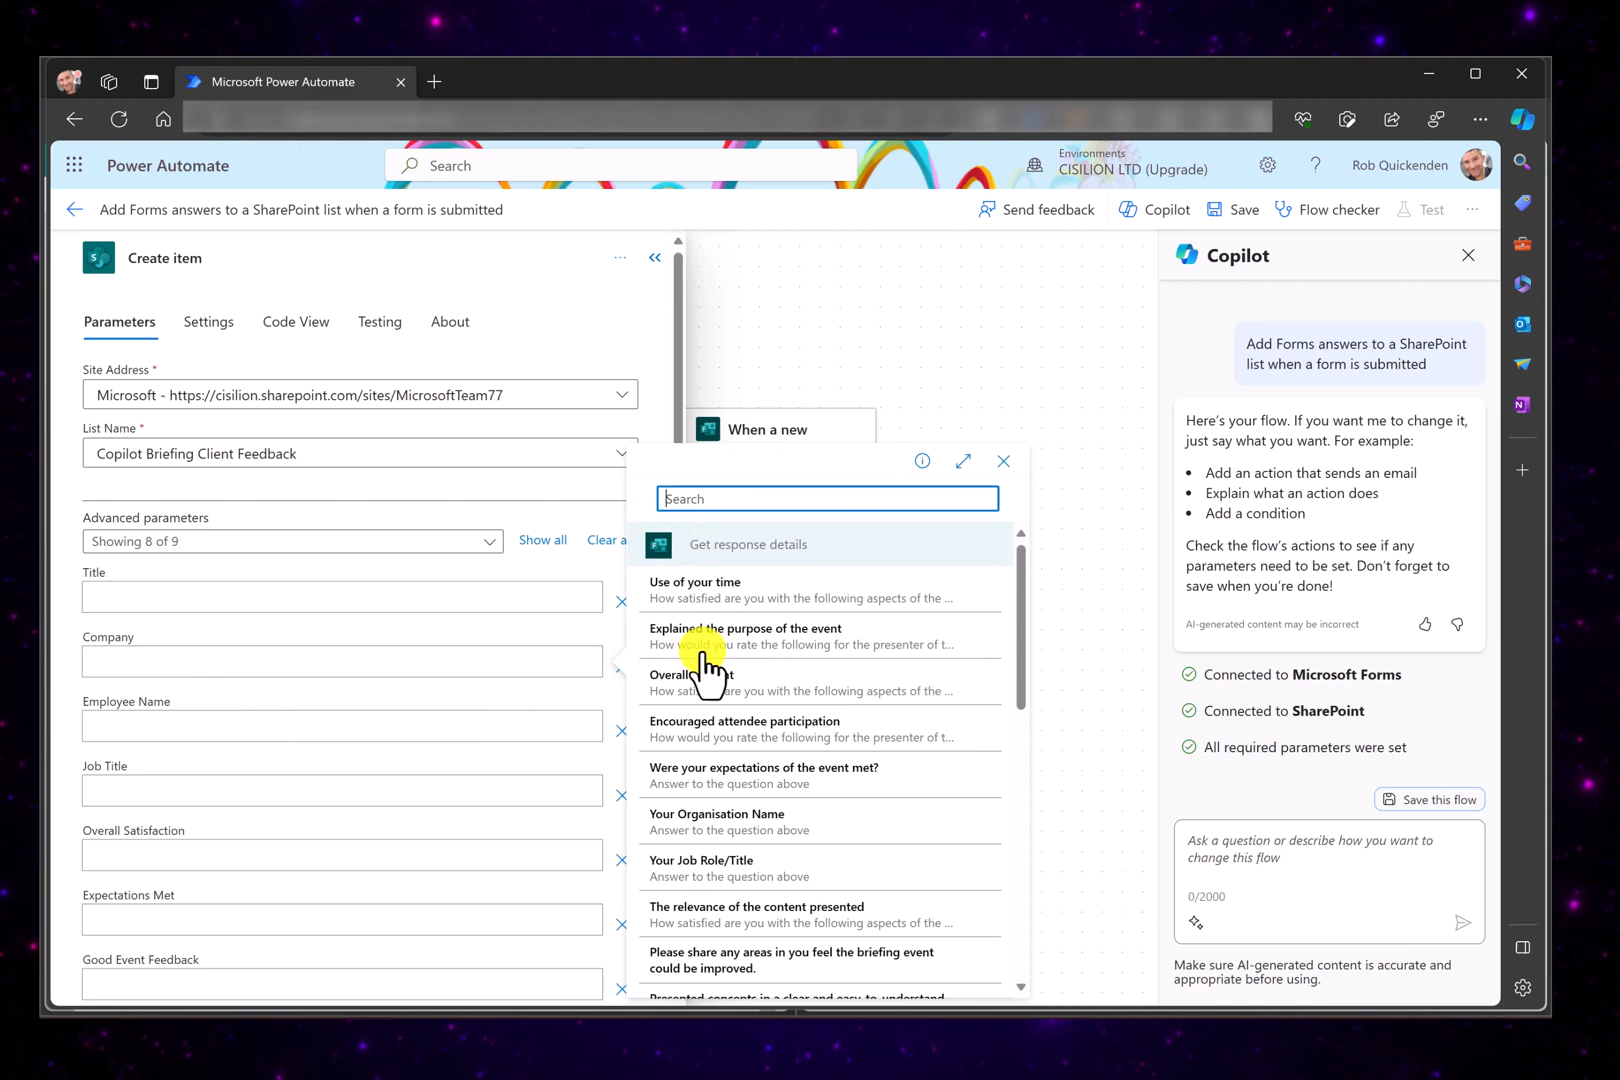 Microsoft Power Automate
Power Automate
Search
Environments
CISILION LTD (Upgrade)
Rob Quickenden
Add Forms answers to a SharePoint list when a form is submitted
Send feedback
Copilot
Save
Flow checker
Test
Create item
Parameters
Settings
Code View
Testing
About
Site Address *
Microsoft - https://cisilion.sharepoint.com/sites/MicrosoftTeam77
List Name *
Copilot Briefing Client Feedback
Advanced parameters
Showing 8 of 9
Show all
Clear a
Title
Company
Employee Name
Job Title
Overall Satisfaction
Expectations Met
Good Event Feedback
When a new
Search
Get response details
Use of your time
How satisfied are you with the following aspects of the ...
Explained the purpose of the event
How would you rate the following for the presenter of t...
Overall
How satisfied are you with the following aspects of the ...
Encouraged attendee participation
How would you rate the following for the presenter of t...
Were your expectations of the event met?
Answer to the question above
Your Organisation Name
Answer to the question above
Your Job Role/Title
Answer to the question above
The relevance of the content presented
How satisfied are you with the following aspects of the ...
Please share any areas in you feel the briefing event
could be improved.
Presented concepts in a clear and easy-to-understand
Copilot
Add Forms answers to a SharePoint
list when a form is submitted
Here's your flow. If you want me to change it,
just say what you want. For example:
• Add an action that sends an email
• Explain what an action does
• Add a condition
Check the flow's actions to see if any
parameters need to be set. Don't forget to
save when you're done!
AI-generated content may be incorrect
Connected to Microsoft Forms
Connected to SharePoint
All required parameters were set
Save this flow
Ask a question or describe how you want to
change this flow
0/2000
Make sure AI-generated content is accurate and
appropriate before using.